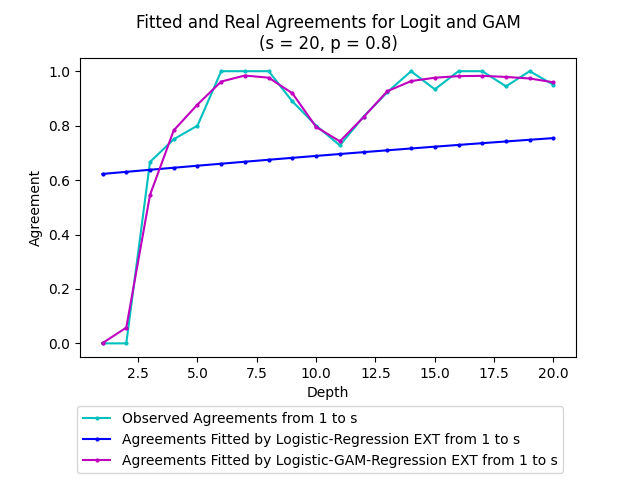 Fitted and Real Agreements for Logit and GAM
(s = 20, p = 0.8)
1.0
0.8
0.6
0.4
0.2
0.0
Agreement
2.5 5.0 7.5 10.0 12.5 15.0 17.5 20.0
Depth
Observed Agreements from 1 to s
Agreements Fitted by Logistic-Regression EXT from 1 to s
Agreements Fitted by Logistic-GAM-Regression EXT from 1 to s